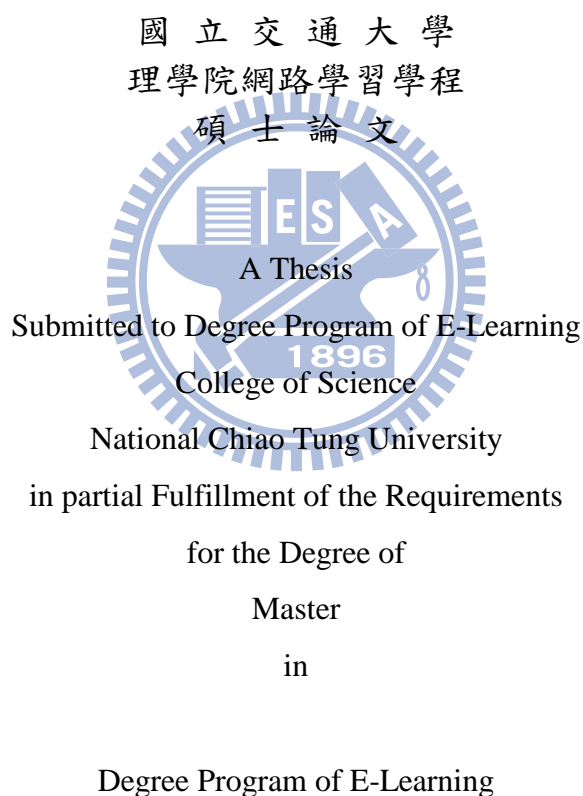 國 立 交 通 大 學
理學院網路學習學程
碩 士 論 文
E S A
A Thesis
Submitted to Degree Program of E-Learning
1896
College of Science
National Chiao Tung University
in partial Fulfillment of the Requirements
for the Degree of
Master
in
Degree Program of E-Learning